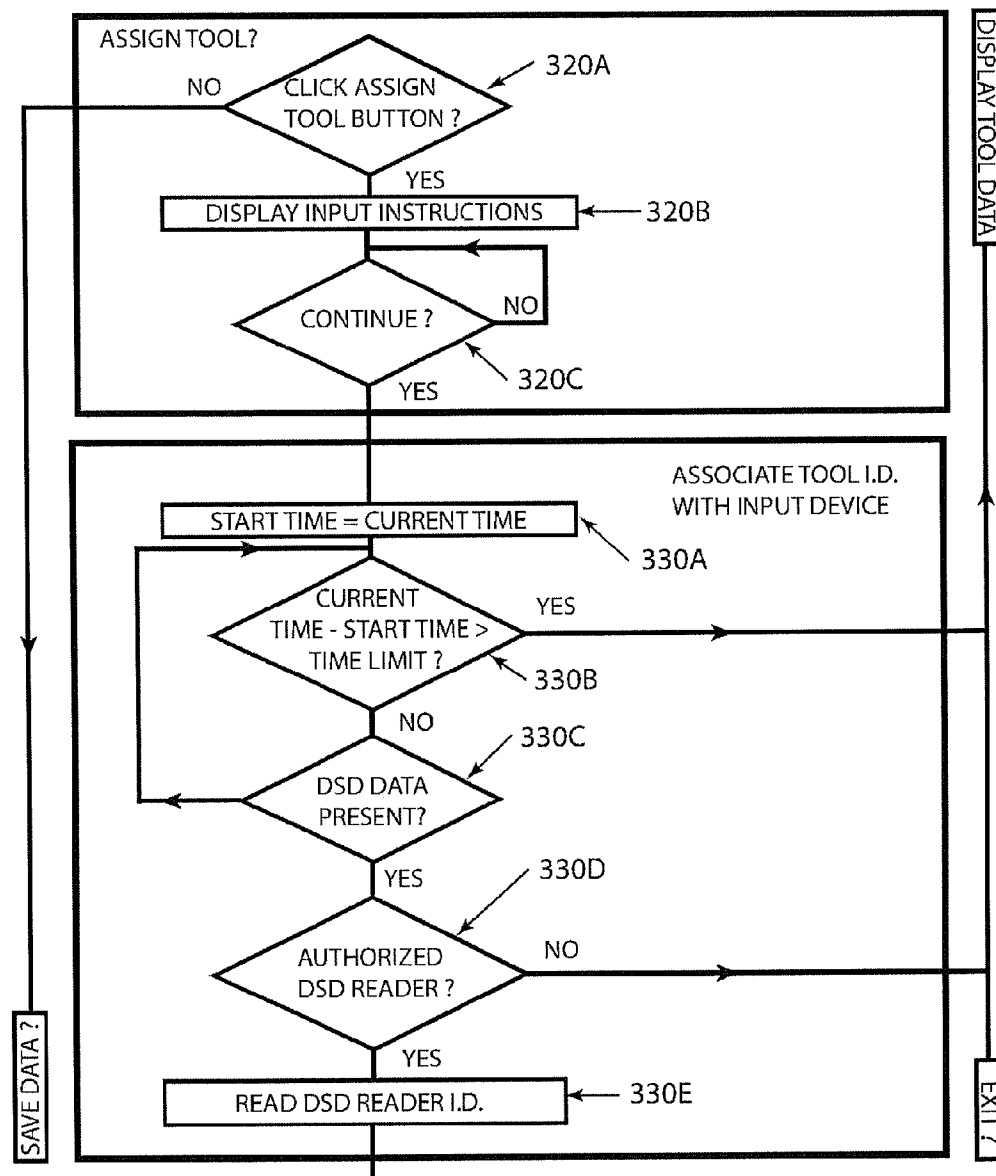 ASSIGN TOOL?
NO
CLICK ASSIGN
TOOL BUTTON ?
320A
YES
DISPLAY INPUT INSTRUCTIONS
320B
CONTINUE ?
NO
320C
YES
DISPLAY TOOL DATA
ASSOCIATE TOOL I.D.
WITH INPUT DEVICE
START TIME = CURRENT TIME
330A
CURRENT
TIME - START TIME >
TIME LIMIT ?
YES
330B
NO
330C
DSD DATA
PRESENT?
YES
330D
AUTHORIZED
DSD READER ?
NO
YES
READ DSD READER I.D.
330E
SAVE DATA ?
EXIT ?